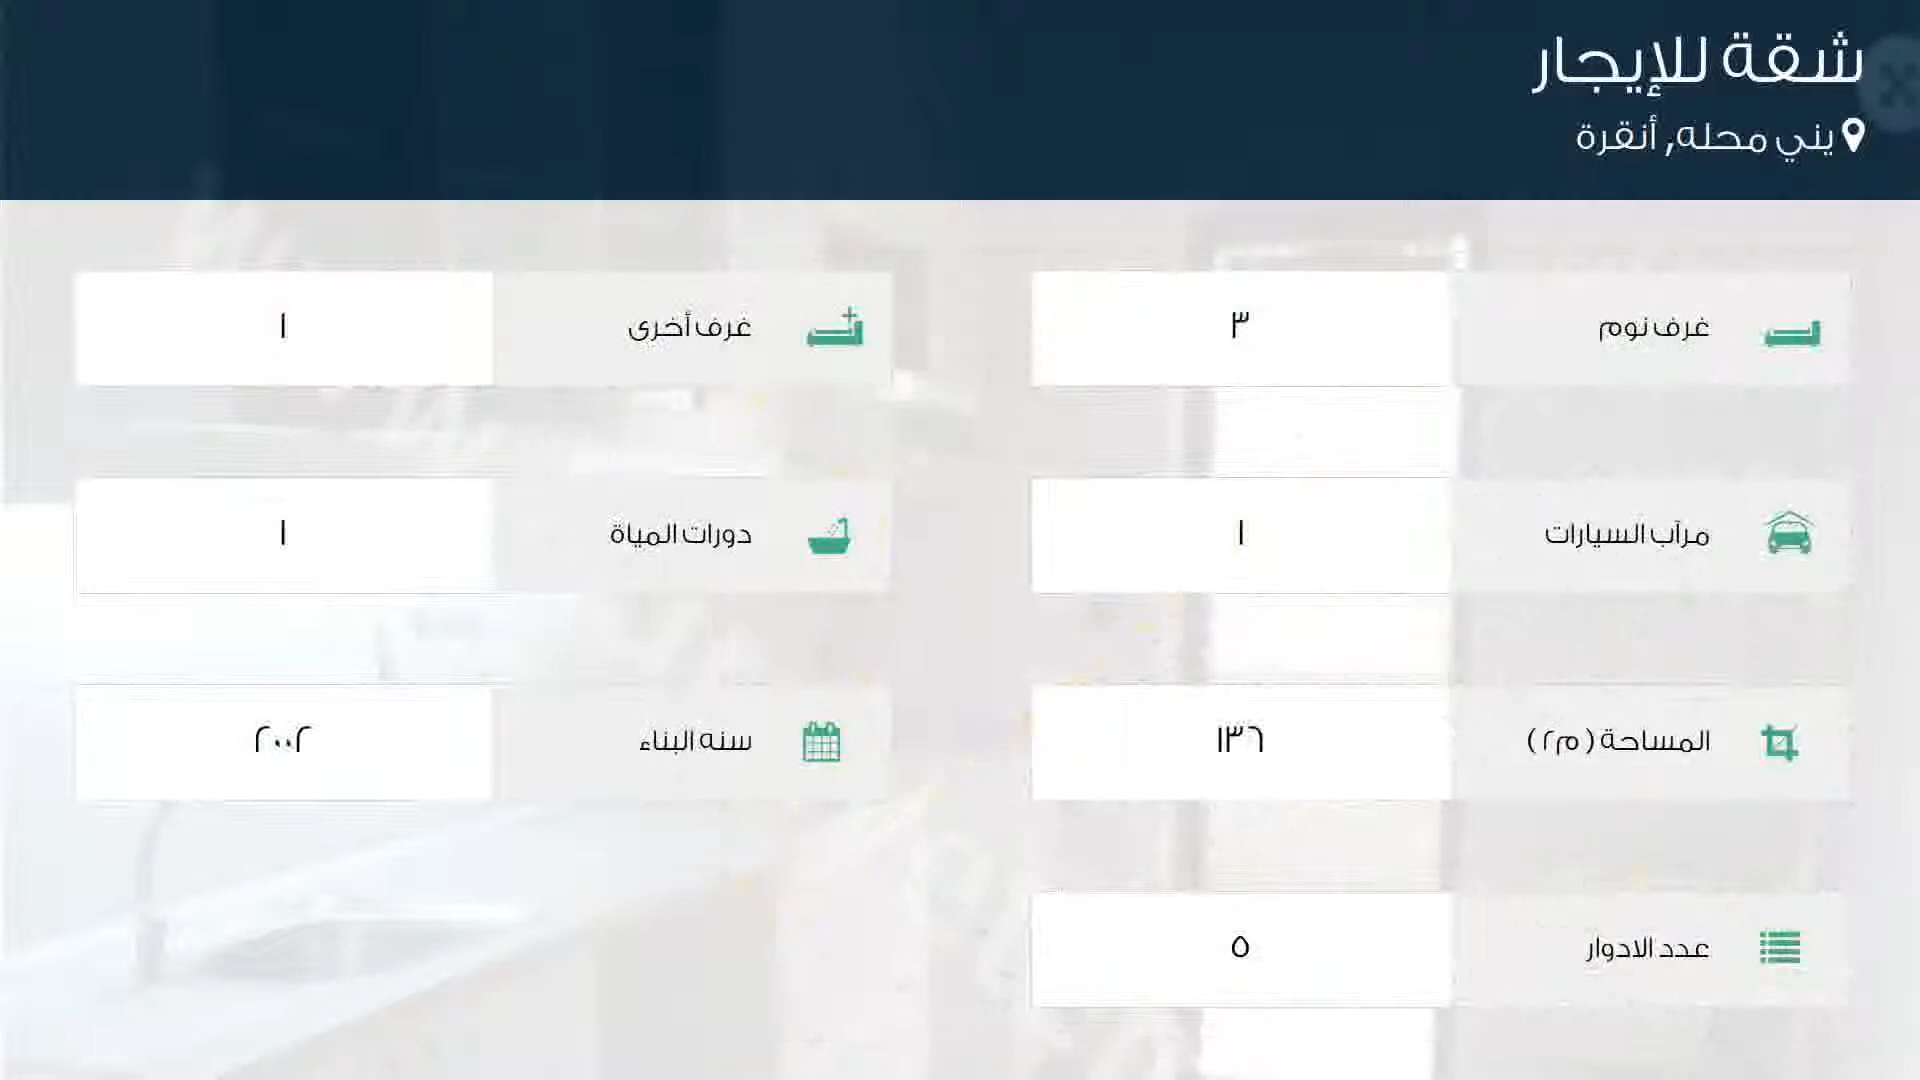 شقة للإيجار
يني محله, أنقرة
غرف نوم
٣
غرف أخرى
١
مرآب السيارات
١
دورات المياة
١
المساحة (م٢)
١٣٦
سنه البناء
٢٠٠٢
عدد الادوار
٥